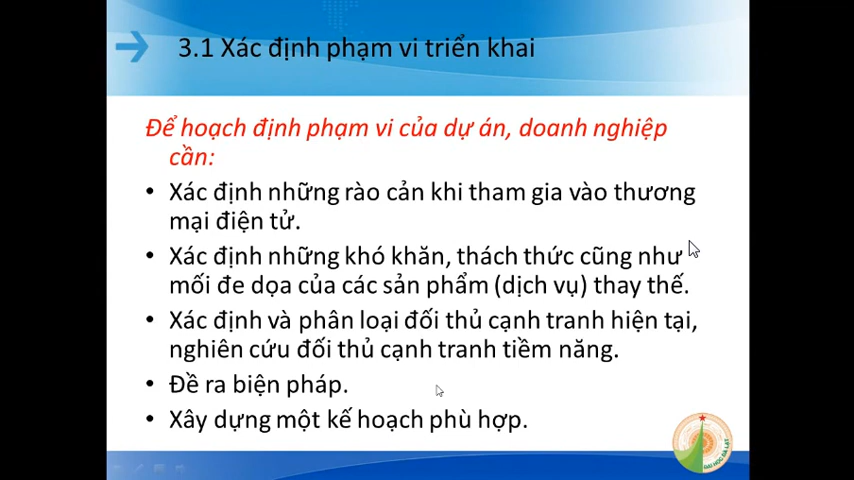 3.1 Xác định phạm vi triển khai
Để hoạch định phạm vi của dự án, doanh nghiệp
cần:
• Xác định những rào cản khi tham gia vào thương
mại điện tử.
• Xác định những khó khăn, thách thức cũng như
mối đe dọa của các sản phẩm (dịch vụ) thay thế.
• Xác định và phân loại đối thủ cạnh tranh hiện tại,
nghiên cứu đối thủ cạnh tranh tiềm năng.
• Đề ra biện pháp.
• Xây dựng một kế hoạch phù hợp.
ĐẠI HỌC ĐÀ LẠT